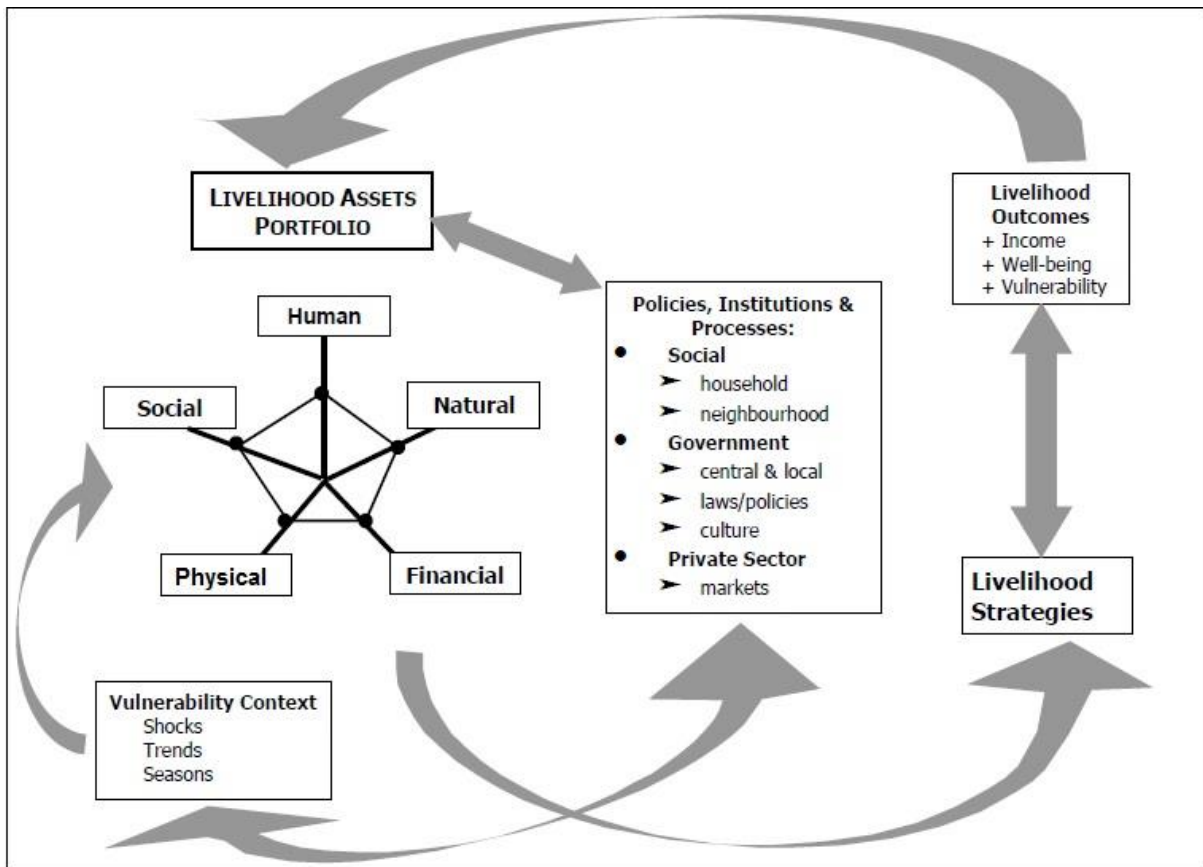 LIVELIHOOD ASSETS
PORTFOLIO
Human
Social
Natural
Physical
Financial
Vulnerability Context
Shocks
Trends
Seasons
Policies, Institutions &
Processes:
• Social
➤ household
➤ neighbourhood
• Government
➤ central & local
➤ laws/policies
➤ culture
• Private Sector
➤ markets
Livelihood
Outcomes
+ Income
+ Well-being
+ Vulnerability
Livelihood
Strategies